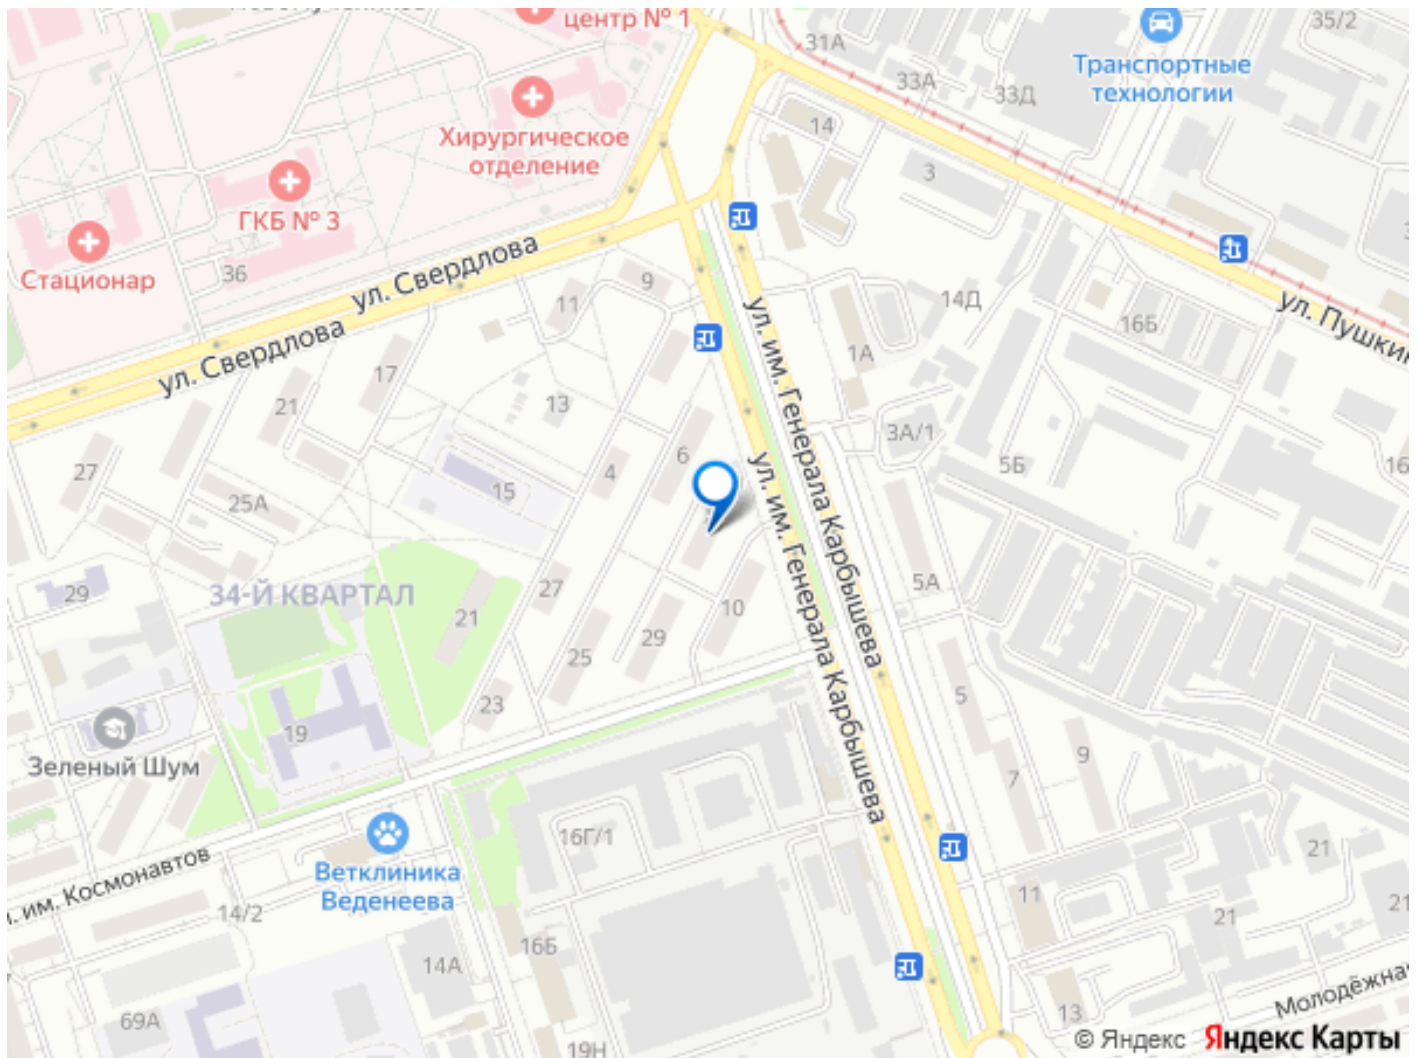 центр № 1
31А
35/2
Транспортные
технологии
33А
33Д
14
Хирургическое
отделение
3
ГКБ № 3
Стационар
36
ул. Свердлова
ул. Свердлова
9
11
14Д
16Б
ул. Пушкин
1А
17
21
13
ул. им. Генерала Карбышева
3А/1
5Б
16
27
25А
15
4
6
ул. им. Генерала Карбышева
5А
29
34-Й КВАРТАЛ
21
27
10
29
25
23
5
19
Зеленый Шум
7
9
16Г/1
Ветклиника
Веденеева
им. Космонавтов
14/2
21
11
21
21
16Б
14А
69А
19Н
13
Молодёжна
© Яндекс Яндекс Карты